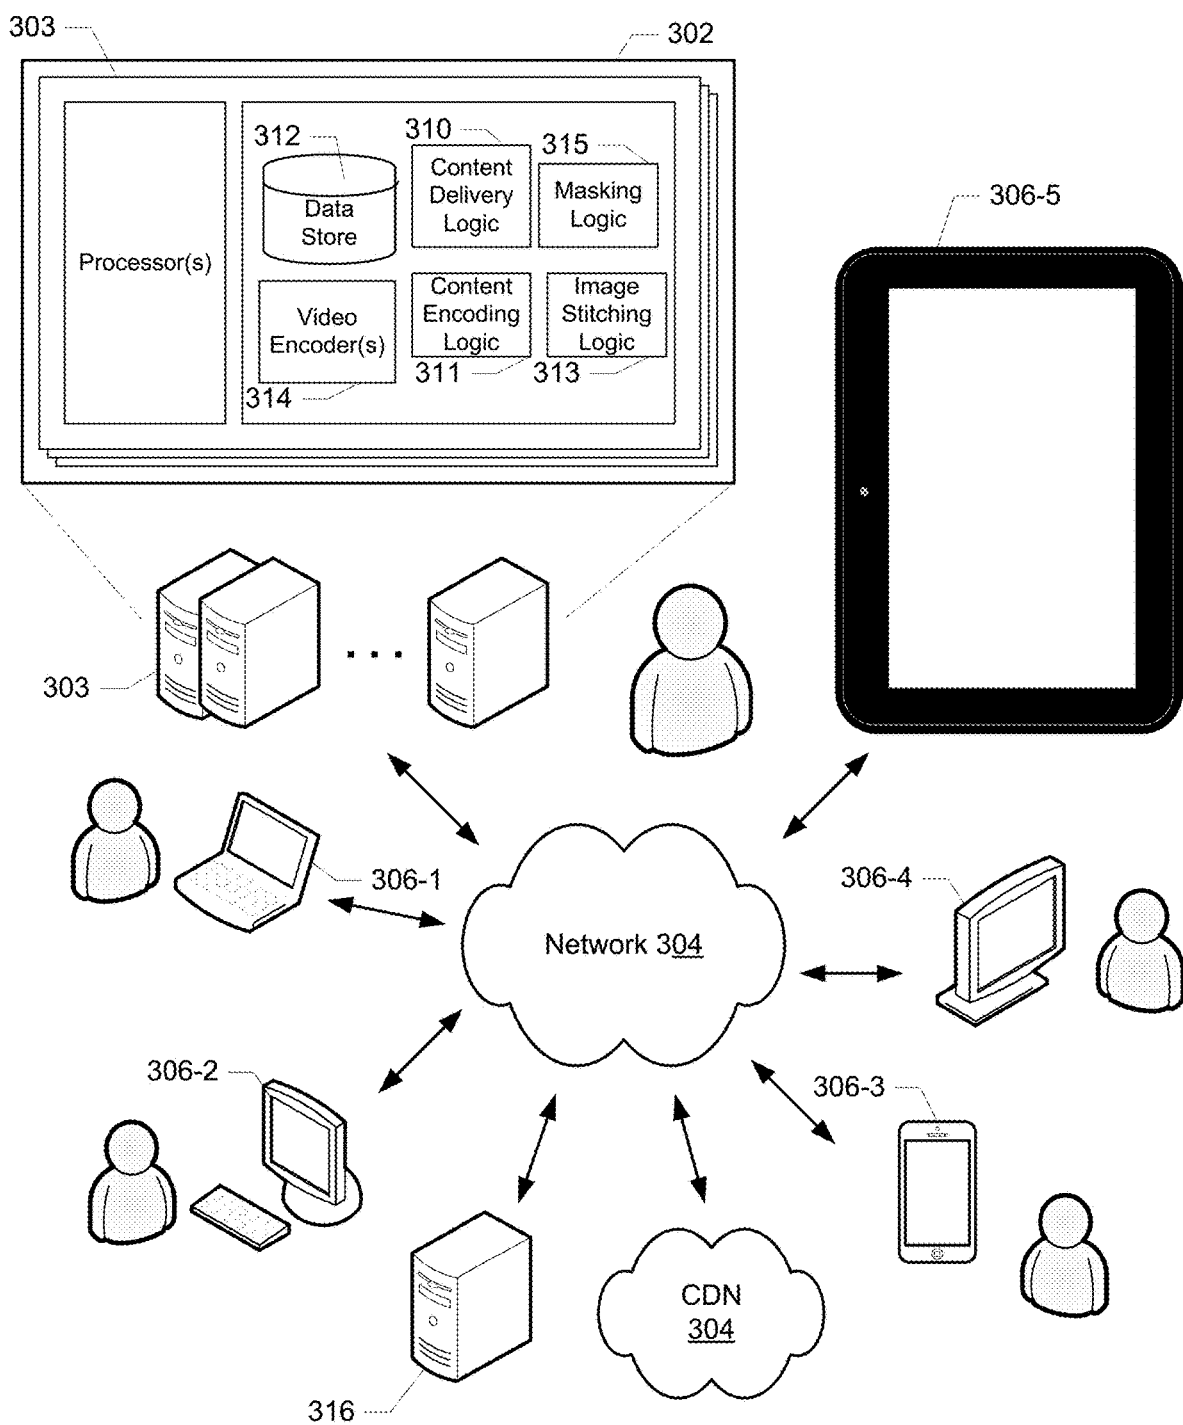 303
302
312
310
315
Content
Delivery
Logic
Masking
Logic
Data
Store
306-5
Processor(s)
Video
Encoder(s)
Content
Encoding
Logic
Image
Stitching
Logic
314
311
313
303
306-1
306-4
Network 304
306-2
306-3
CDN
304
316